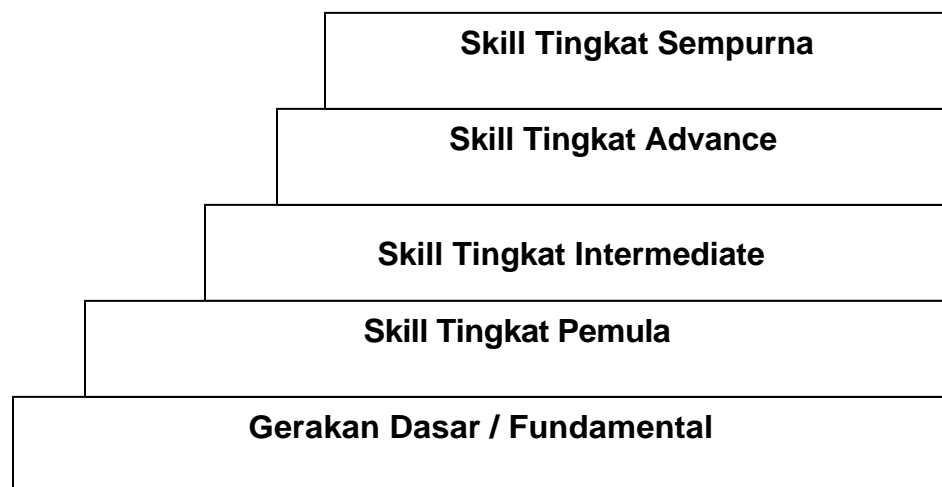 Skill Tingkat Sempurna
Skill Tingkat Advance
Skill Tingkat Intermediate
Skill Tingkat Pemula
Gerakan Dasar / Fundamental